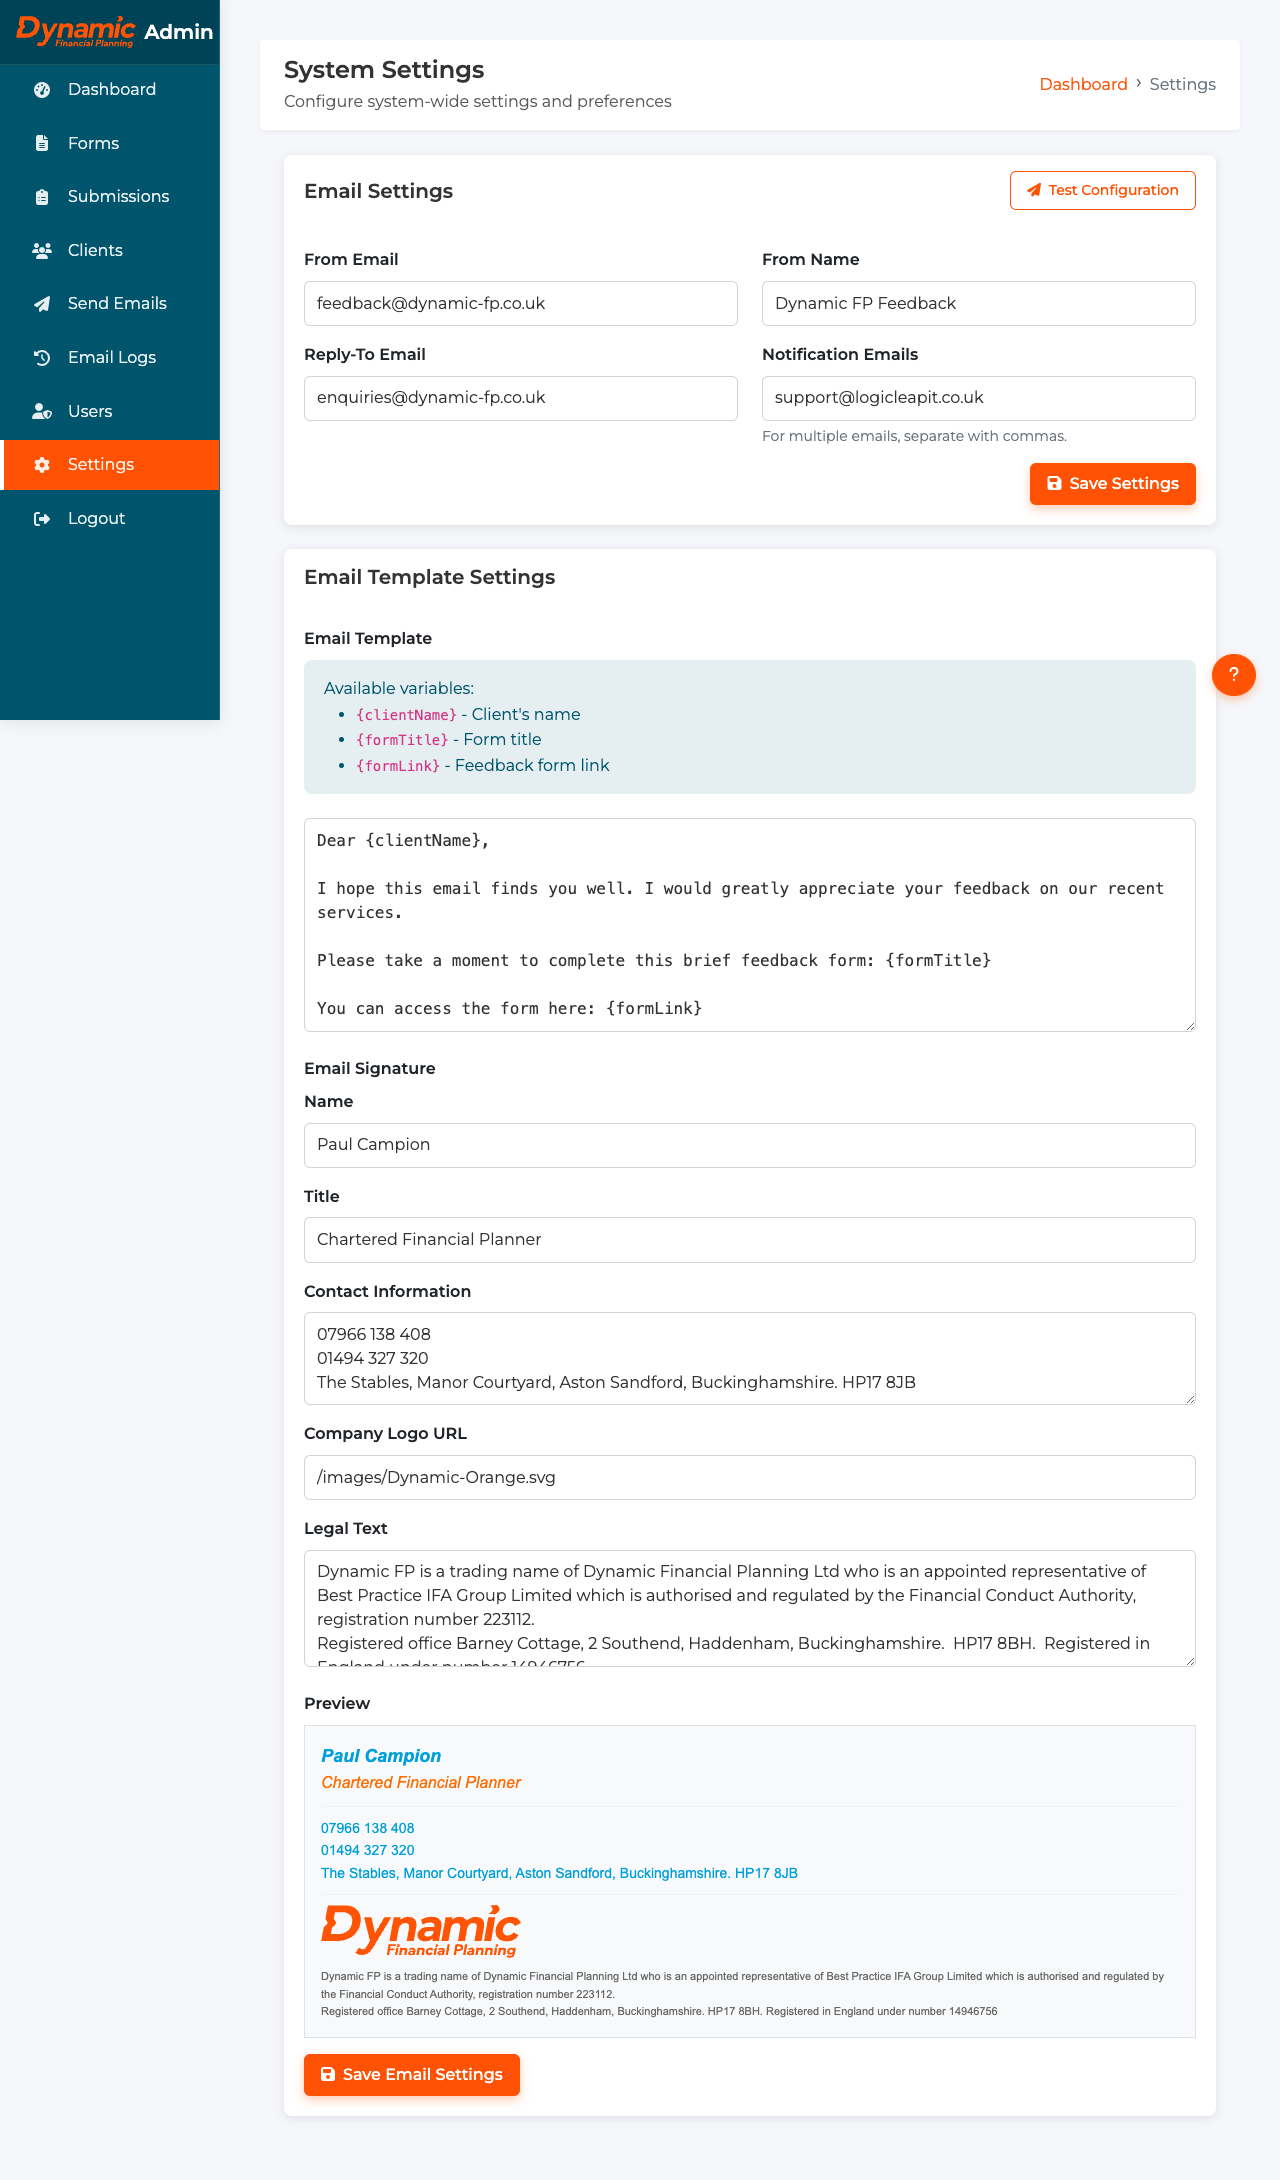 Dynamic Financial Planning Admin
Dashboard
Forms
Submissions
Clients
Send Emails
Email Logs
Users
Settings
Logout
System Settings
Configure system-wide settings and preferences
Dashboard › Settings
Email Settings
Test Configuration
From Email
From Name
feedback@dynamic-fp.co.uk
Dynamic FP Feedback
Reply-To Email
Notification Emails
enquiries@dynamic-fp.co.uk
support@logicleapit.co.uk
For multiple emails, separate with commas.
Save Settings
Email Template Settings
Email Template
Available variables:
• {clientName} - Client's name
• {formTitle} - Form title
• {formLink} - Feedback form link
?
Dear {clientName},
I hope this email finds you well. I would greatly appreciate your feedback on our recent
services.
Please take a moment to complete this brief feedback form: {formTitle}
You can access the form here: {formLink}
Email Signature
Name
Paul Campion
Title
Chartered Financial Planner
Contact Information
07966 138 408
01494 327 320
The Stables, Manor Courtyard, Aston Sandford, Buckinghamshire. HP17 8JB
Company Logo URL
/images/Dynamic-Orange.svg
Legal Text
Dynamic FP is a trading name of Dynamic Financial Planning Ltd who is an appointed representative of
Best Practice IFA Group Limited which is authorised and regulated by the Financial Conduct Authority,
registration number 223112.
Registered office Barney Cottage, 2 Southend, Haddenham, Buckinghamshire.  HP17 8BH.  Registered in
England under number 14946756
Preview
Paul Campion
Chartered Financial Planner
07966 138 408
01494 327 320
The Stables, Manor Courtyard, Aston Sandford, Buckinghamshire. HP17 8JB
Dynamic
Financial Planning
Dynamic FP is a trading name of Dynamic Financial Planning Ltd who is an appointed representative of Best Practice IFA Group Limited which is authorised and regulated by
the Financial Conduct Authority, registration number 223112.
Registered office Barney Cottage, 2 Southend, Haddenham, Buckinghamshire. HP17 8BH. Registered in England under number 14946756
Save Email Settings